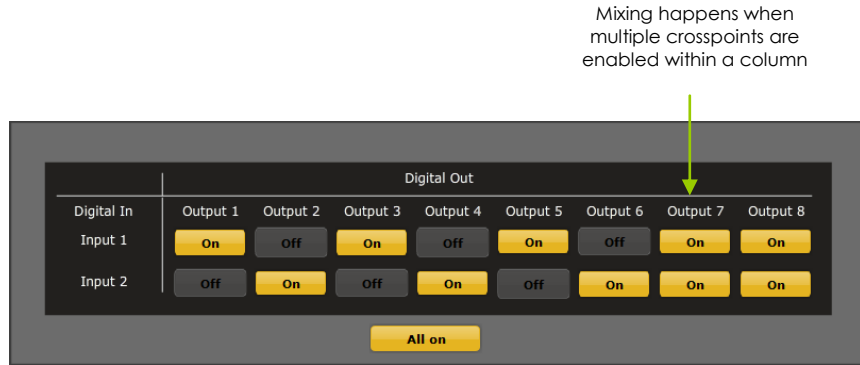 Mixing happens when
multiple crosspoints are
enabled within a column
Digital Out
Digital In Output 1 Output 2 Output 3 Output 4 Output 5 Output 6 Output 7 Output 8
Input 1 On Off On Off On Off On On
Input 2 Off On Off On Off On On On
All on